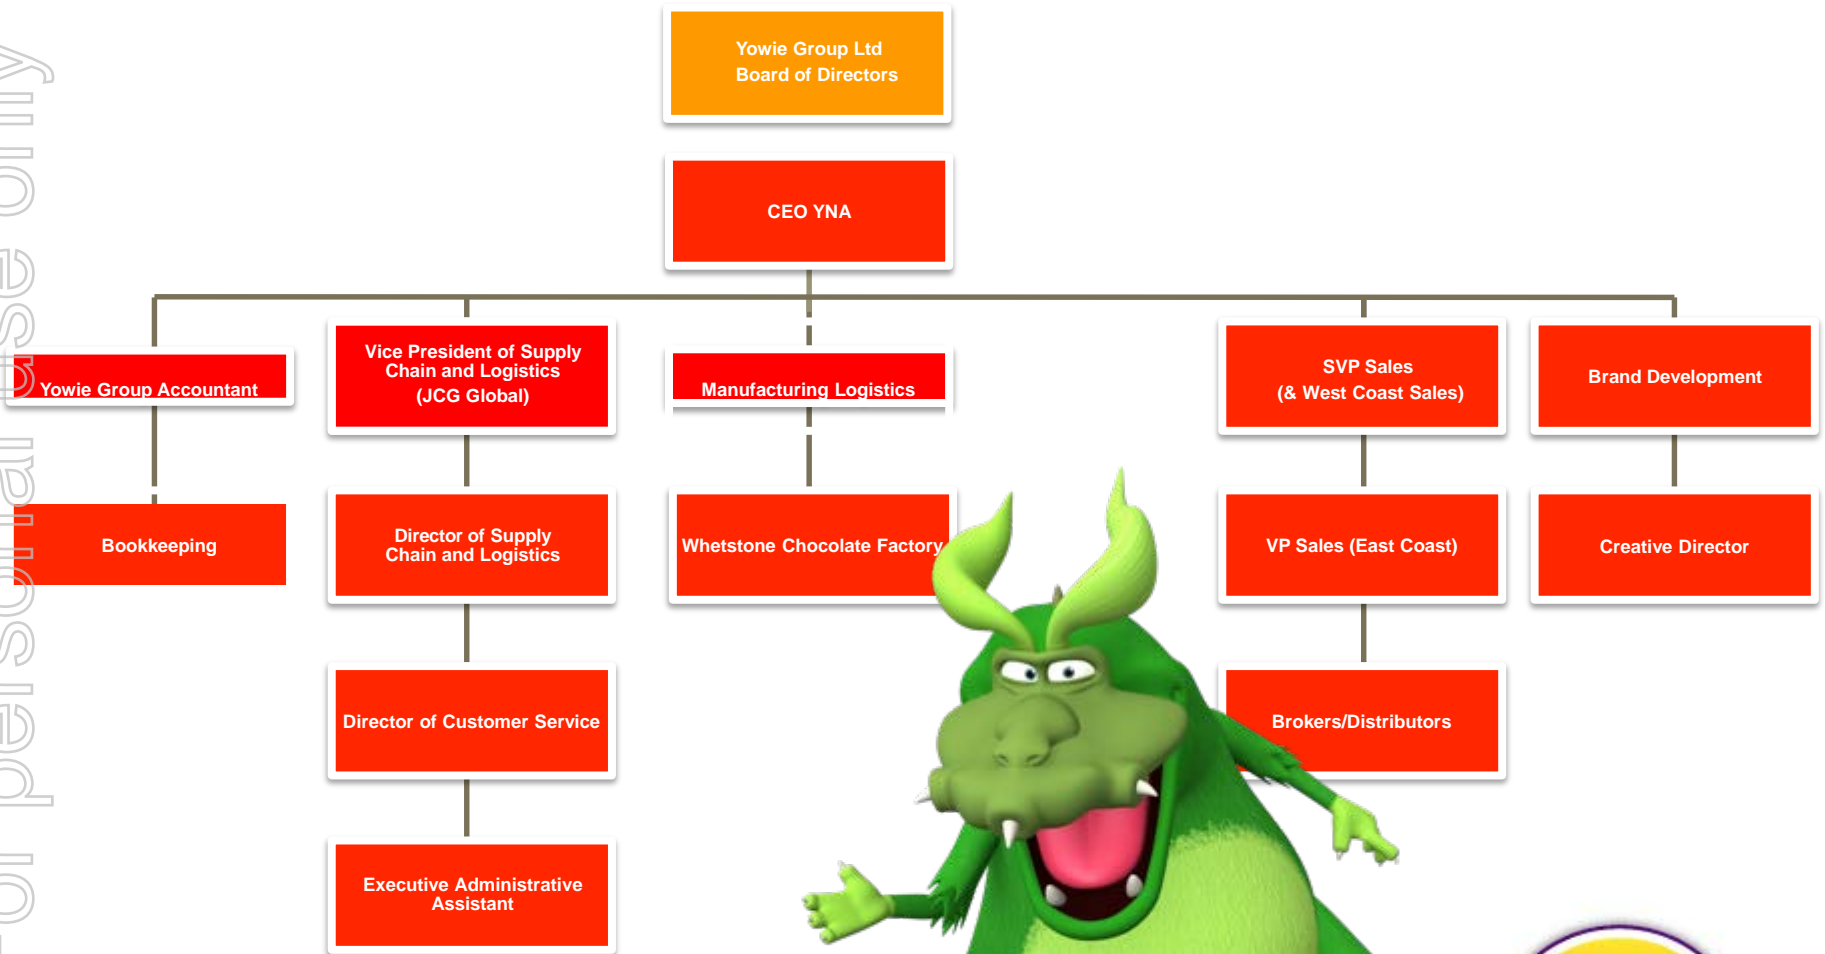 Yowie Group Ltd
Board of Directors
CEO YNA
Yowie Group Accountant
Vice President of Supply
Chain and Logistics
(JCG Global)
Manufacturing Logistics
SVP Sales
(& West Coast Sales)
Brand Development
Bookkeeping
Director of Supply
Chain and Logistics
Whetstone Chocolate Factory
VP Sales (East Coast)
Creative Director
Director of Customer Service
Brokers/Distributors
Executive Administrative
Assistant
For personal use only